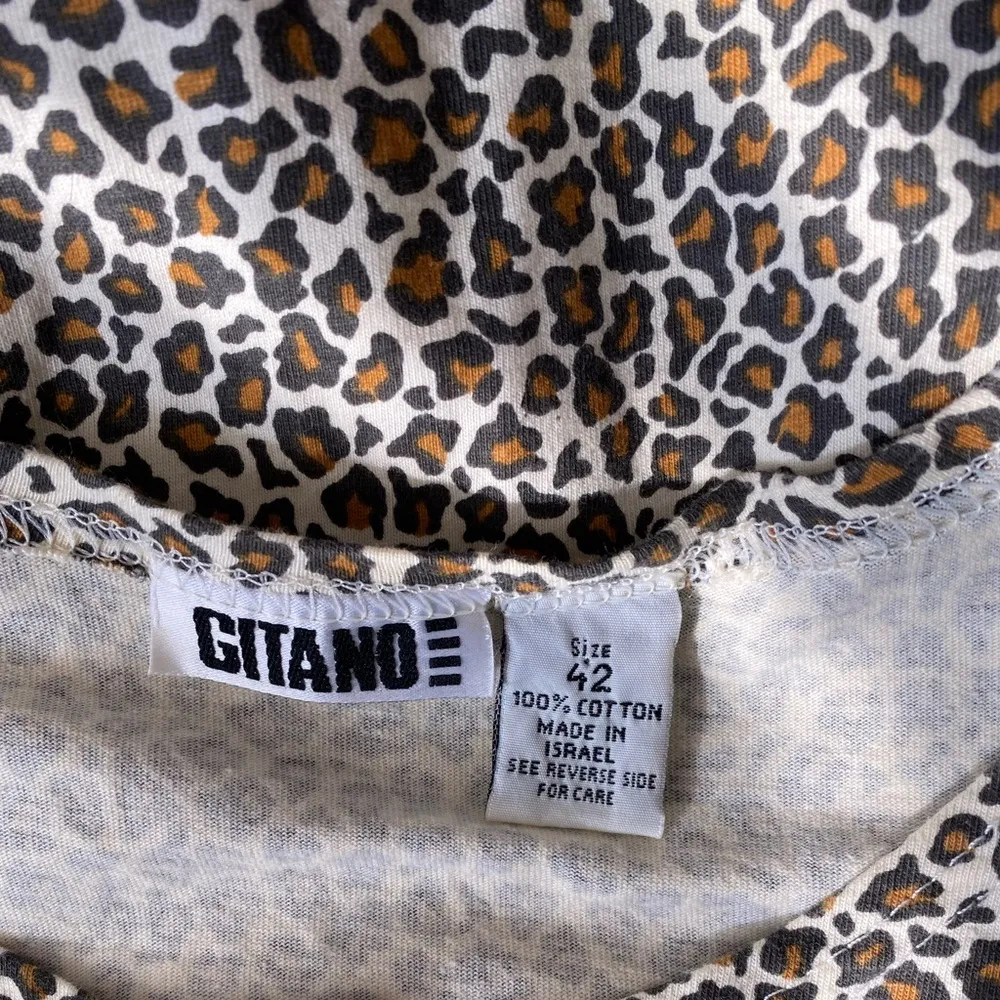 GITANO
Size
42
100% COTTON
MADE IN
ISRAEL
SEE REVERSE SIDE
FOR CARE